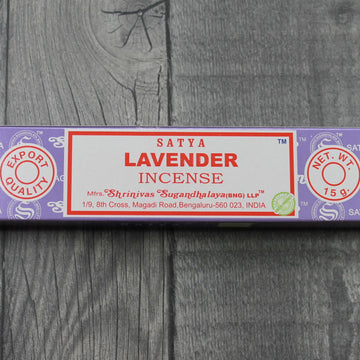 SATYA
LAVENDER
INCENSE
Mfrs. Shrinivas Sugandhalaya (BNG) LLP™
1/9, 8th Cross, Magadi Road, Bengaluru-560 023, INDIA
™
EXPORT QUALITY
NET. WT. 15 g.